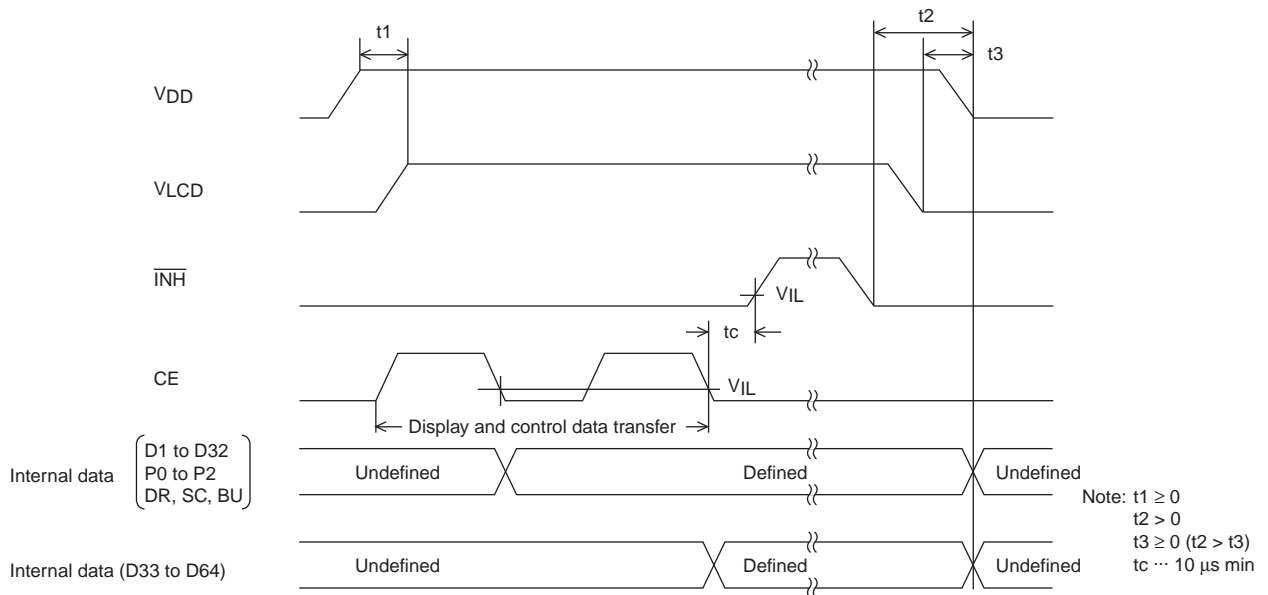 t1
t2
t3
VDD
VLCD
INH
VIL
tc
CE
VIL
Display and control data transfer
Internal data
D1 to D32
P0 to P2
DR, SC, BU
Undefined
Defined
Undefined
Internal data (D33 to D64)
Undefined
Defined
Undefined
Note: t1 ≥ 0
t2 > 0
t3 ≥ 0 (t2 > t3)
tc ··· 10 μs min